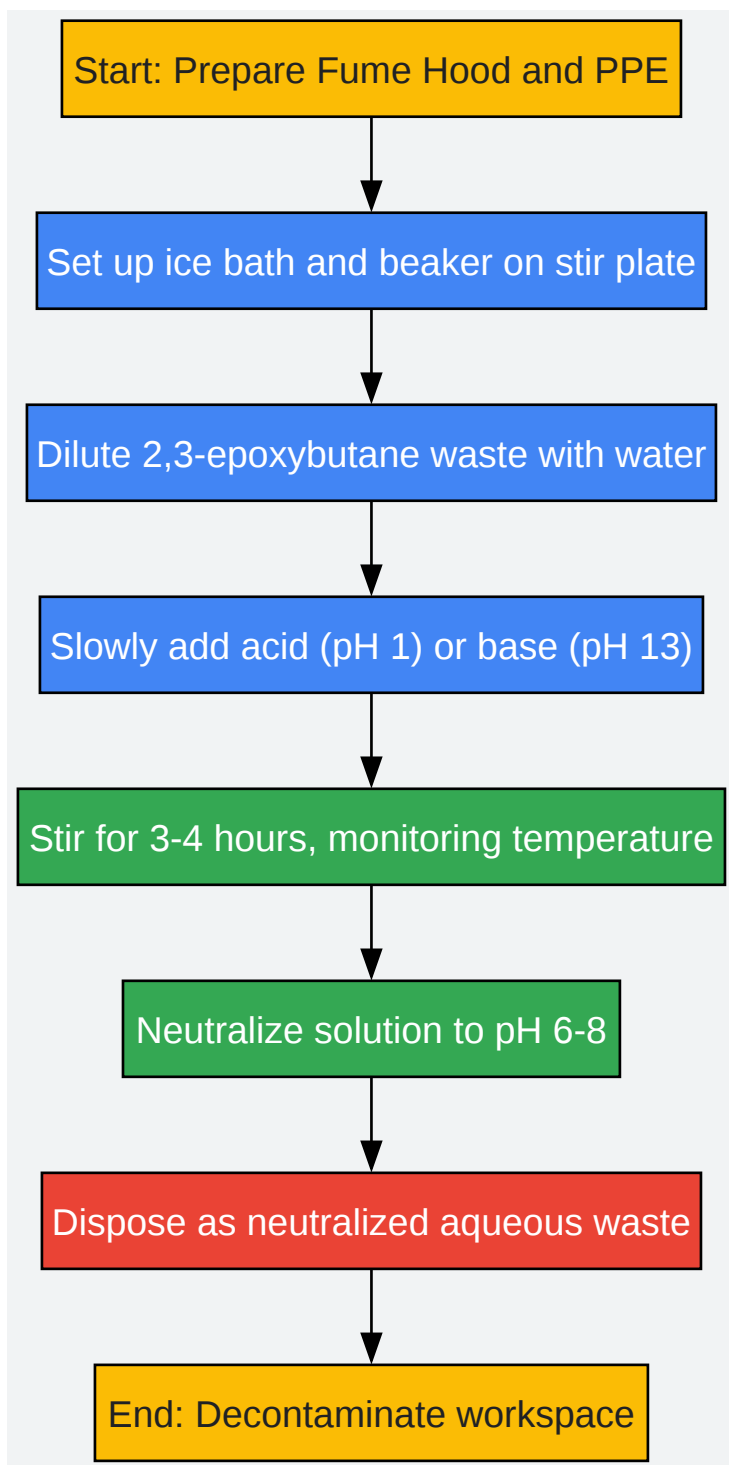 Start: Prepare Fume Hood and PPE
Set up ice bath and beaker on stir plate
Dilute 2,3-epoxybutane waste with water
Slowly add acid (pH 1) or base (pH 13)
Stir for 3-4 hours, monitoring temperature
Neutralize solution to pH 6-8
Dispose as neutralized aqueous waste
End: Decontaminate workspace